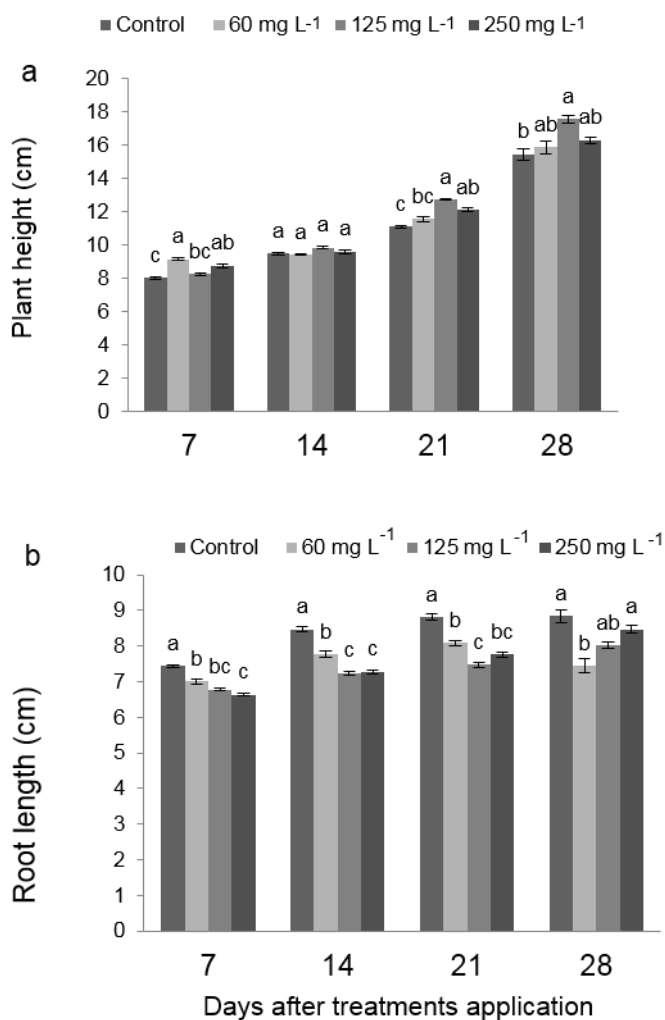 Control 60 mg L-1 125 mg L-1 250 mg L-1
a
Plant height (cm)
20
18
16
14
12
10
8
6
4
2
0
c a bc ab
a a a a
c bc a ab
b ab a ab
7 14 21 28
b
Control 60 mg L-1 125 mg L-1 250 mg L-1
Root length (cm)
10
9
8
7
6
5
4
3
2
1
0
a b bc c
a b c c
a b c bc
a b ab a
7 14 21 28
Days after treatments application